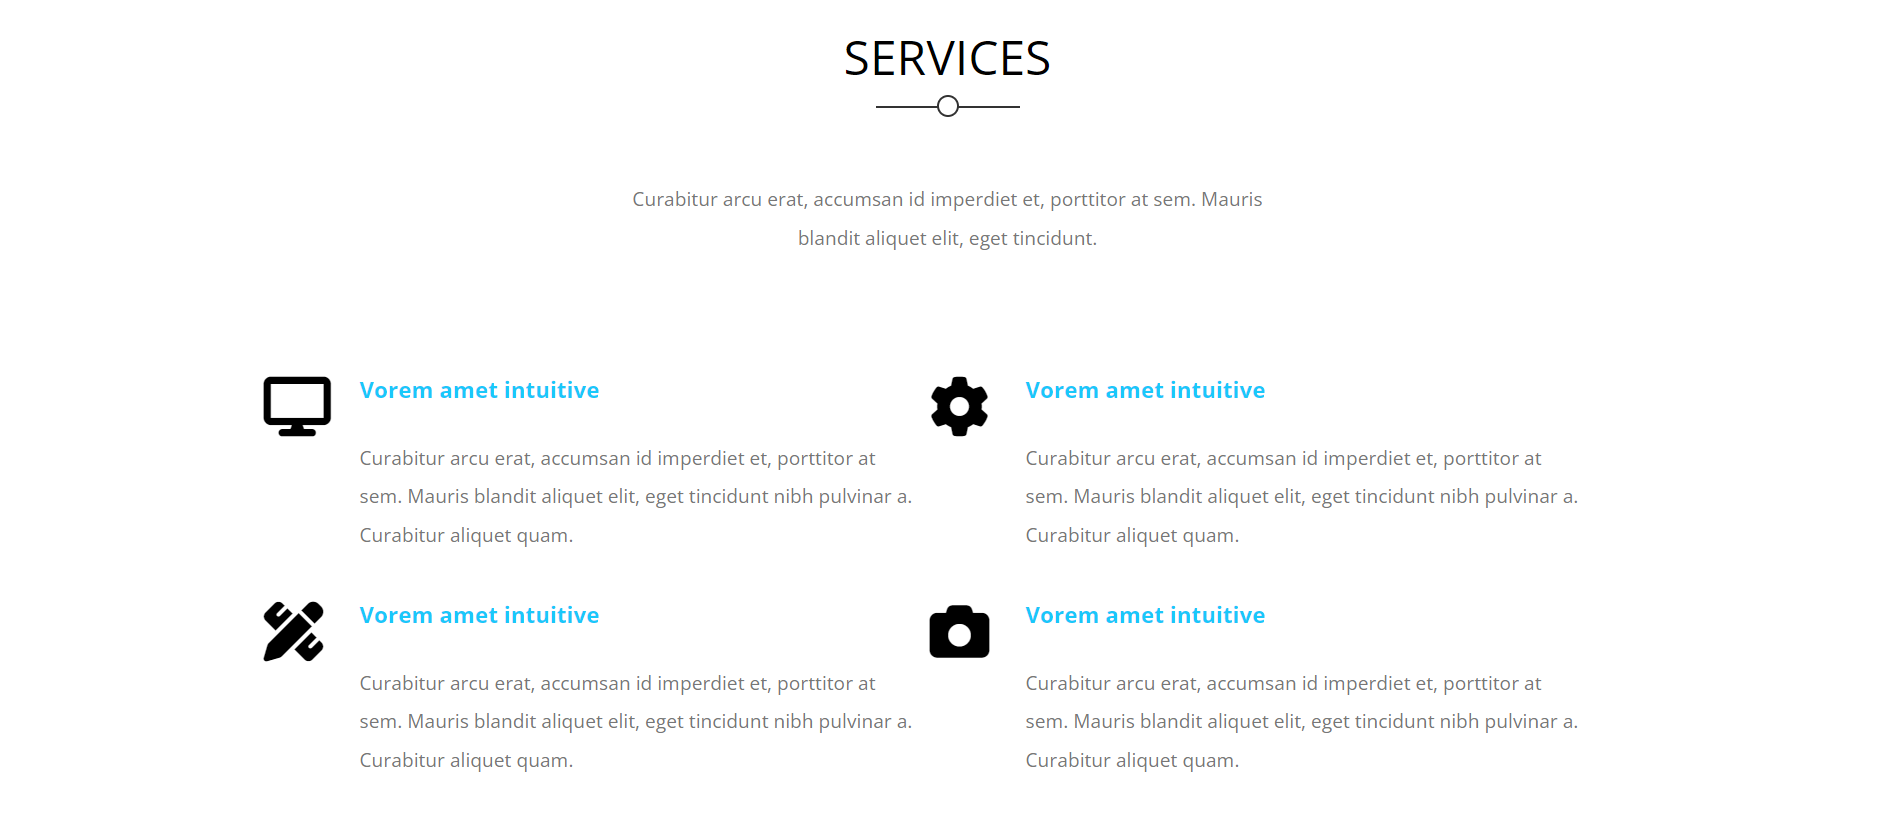 SERVICES
Curabitur arcu erat, accumsan id imperdiet et, porttitor at sem. Mauris
blandit aliquet elit, eget tincidunt.
Vorem amet intuitive
Curabitur arcu erat, accumsan id imperdiet et, porttitor at
sem. Mauris blandit aliquet elit, eget tincidunt nibh pulvinar a.
Curabitur aliquet quam.
Vorem amet intuitive
Curabitur arcu erat, accumsan id imperdiet et, porttitor at
sem. Mauris blandit aliquet elit, eget tincidunt nibh pulvinar a.
Curabitur aliquet quam.
Vorem amet intuitive
Curabitur arcu erat, accumsan id imperdiet et, porttitor at
sem. Mauris blandit aliquet elit, eget tincidunt nibh pulvinar a.
Curabitur aliquet quam.
Vorem amet intuitive
Curabitur arcu erat, accumsan id imperdiet et, porttitor at
sem. Mauris blandit aliquet elit, eget tincidunt nibh pulvinar a.
Curabitur aliquet quam.